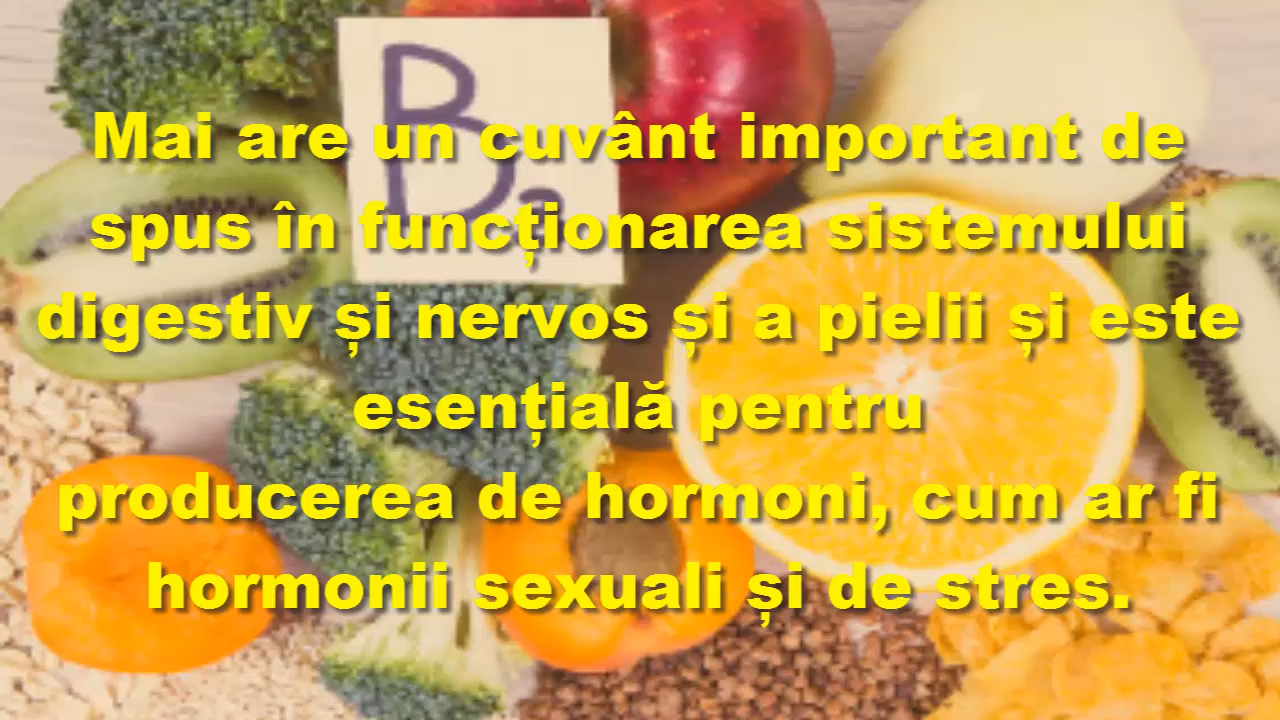 B3
Mai are un cuvânt important de
spus în funcționarea sistemului
digestiv și nervos și a pielii și este
esențială pentru
producerea de hormoni, cum ar fi
hormonii sexuali și de stres.